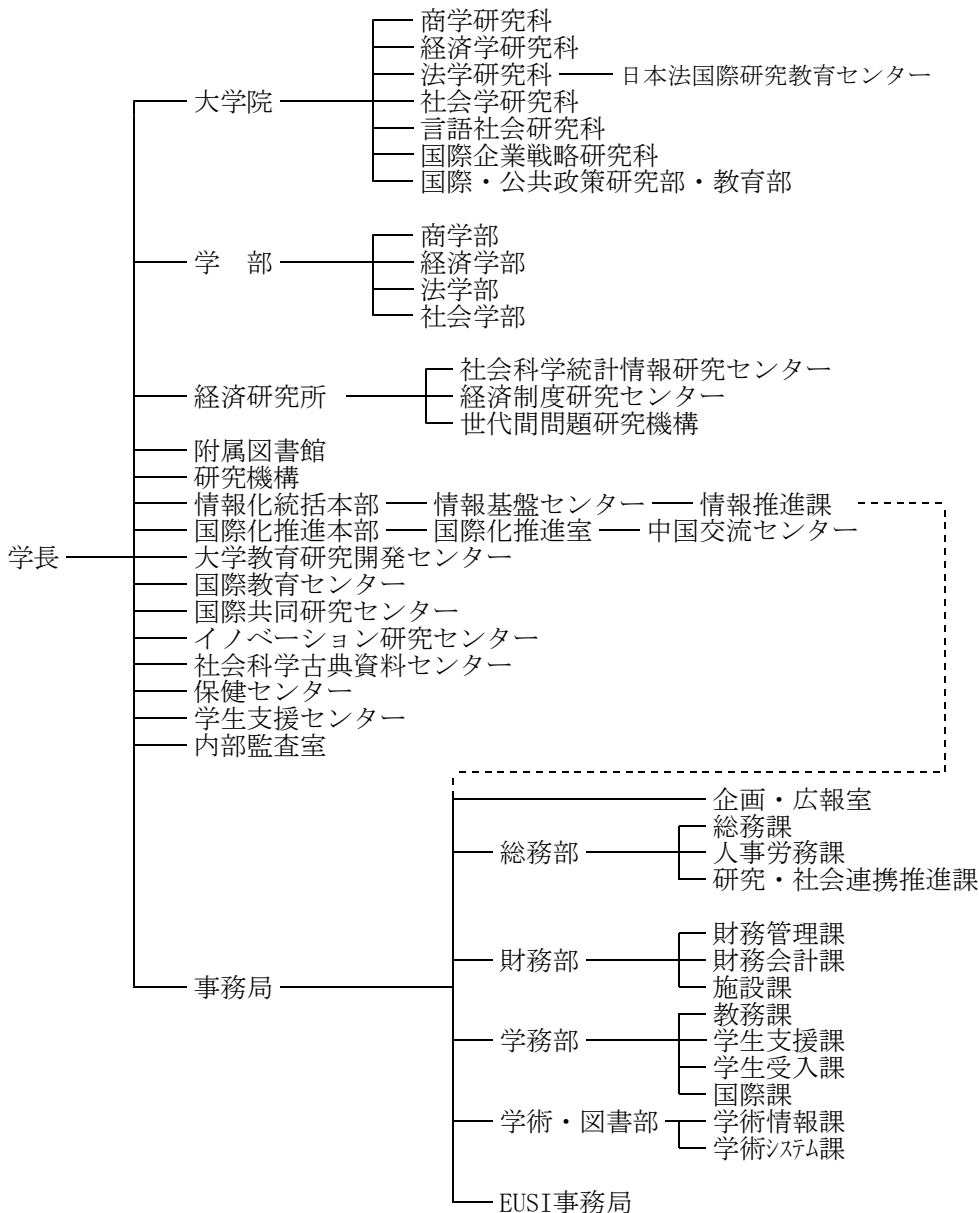 商学研究科
経済学研究科
法学研究科 日本法国際研究教育センター
大学院 社会学研究科
言語社会研究科
国際企業戦略研究科
国際・公共政策研究部・教育部
商学部
学　部 経済学部
法学部
社会学部
社会科学統計情報研究センター
経済研究所 経済制度研究センター
世代間問題研究機構
附属図書館
研究機構
情報化統括本部 情報基盤センター 情報推進課
国際化推進本部 国際化推進室 中国交流センター
学長 大学教育研究開発センター
国際教育センター
国際共同研究センター
イノベーション研究センター
社会科学古典資料センター
保健センター
学生支援センター
内部監査室
企画・広報室
総務課
総務部 人事労務課
研究・社会連携推進課
財務管理課
財務部 財務会計課
事務局 施設課
教務課
学務部 学生支援課
学生受入課
国際課
学術・図書部 学術情報課
学術システム課
EUSI事務局